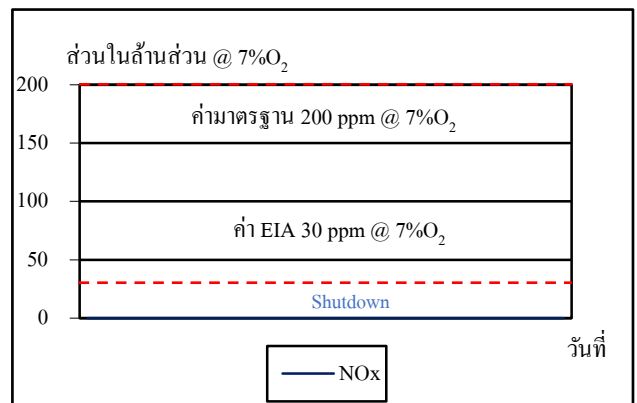 ส่วนในล้านส่วน @ 7%O₂
200
ค่ามาตรฐาน 200 ppm @ 7%O₂
150
100
ค่า EIA 30 ppm @ 7%O₂
50
Shutdown
0
วันที่
NOx